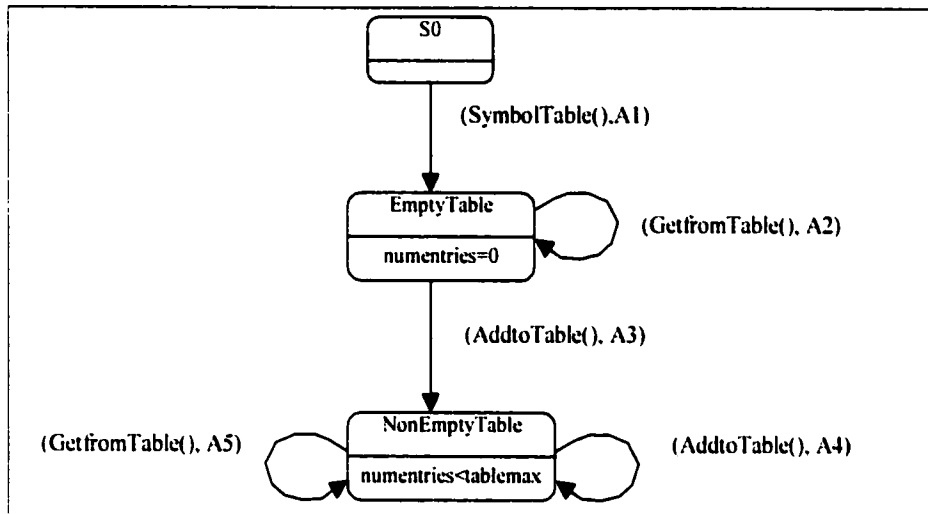 S0
(SymbolTable(),A1)
EmptyTable
(GetfromTable(), A2)
numentries=0
(AddtoTable(), A3)
NonEmptyTable
(GetfromTable(), A5)
(AddtoTable(), A4)
numentries<tablemax